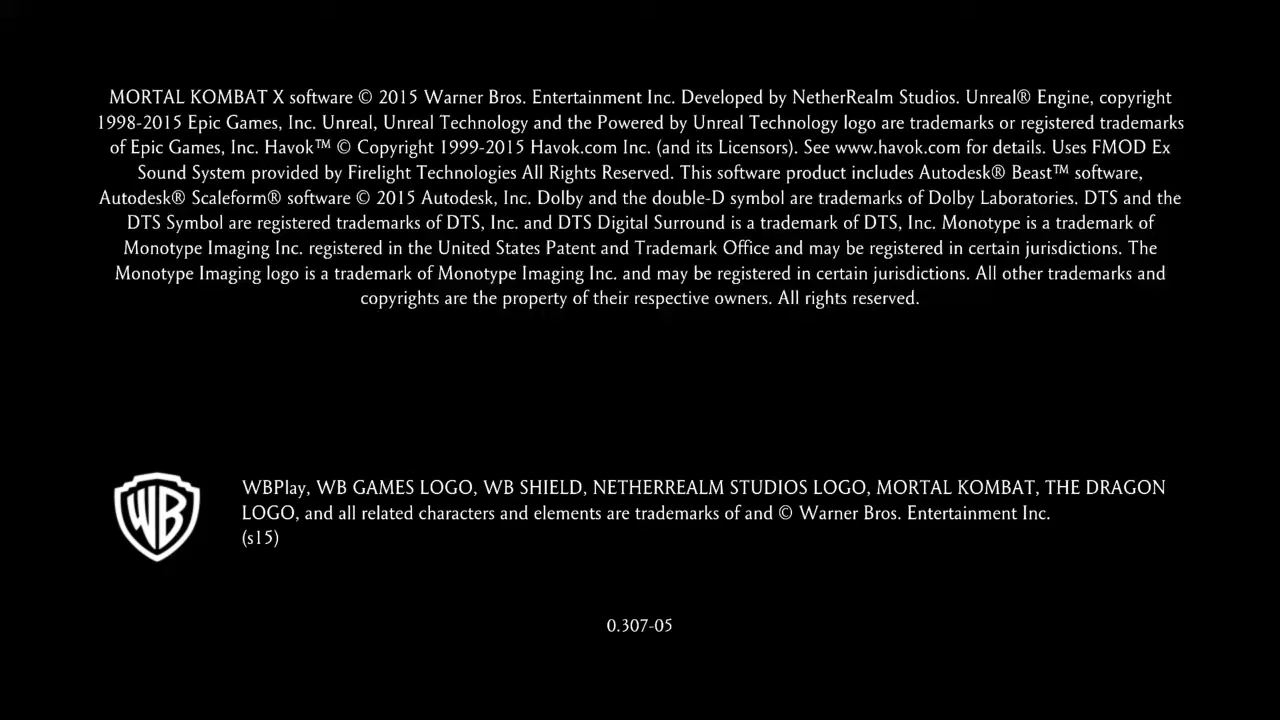 MORTAL KOMBAT X software © 2015 Warner Bros. Entertainment Inc. Developed by NetherRealm Studios. Unreal® Engine, copyright
1998-2015 Epic Games, Inc. Unreal, Unreal Technology and the Powered by Unreal Technology logo are trademarks or registered trademarks
of Epic Games, Inc. Havok™ © Copyright 1999-2015 Havok.com Inc. (and its Licensors). See www.havok.com for details. Uses FMOD Ex
Sound System provided by Firelight Technologies All Rights Reserved. This software product includes Autodesk® Beast™ software,
Autodesk® Scaleform® software © 2015 Autodesk, Inc. Dolby and the double-D symbol are trademarks of Dolby Laboratories. DTS and the
DTS Symbol are registered trademarks of DTS, Inc. and DTS Digital Surround is a trademark of DTS, Inc. Monotype is a trademark of
Monotype Imaging Inc. registered in the United States Patent and Trademark Office and may be registered in certain jurisdictions. The
Monotype Imaging logo is a trademark of Monotype Imaging Inc. and may be registered in certain jurisdictions. All other trademarks and
copyrights are the property of their respective owners. All rights reserved.
WB
WBPlay, WB GAMES LOGO, WB SHIELD, NETHERREALM STUDIOS LOGO, MORTAL KOMBAT, THE DRAGON
LOGO, and all related characters and elements are trademarks of and © Warner Bros. Entertainment Inc.
(s15)
0.307-05